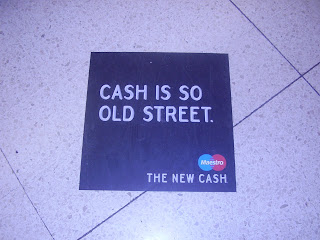 CASH IS SO
OLD STREET.
Maestro
THE NEW CASH